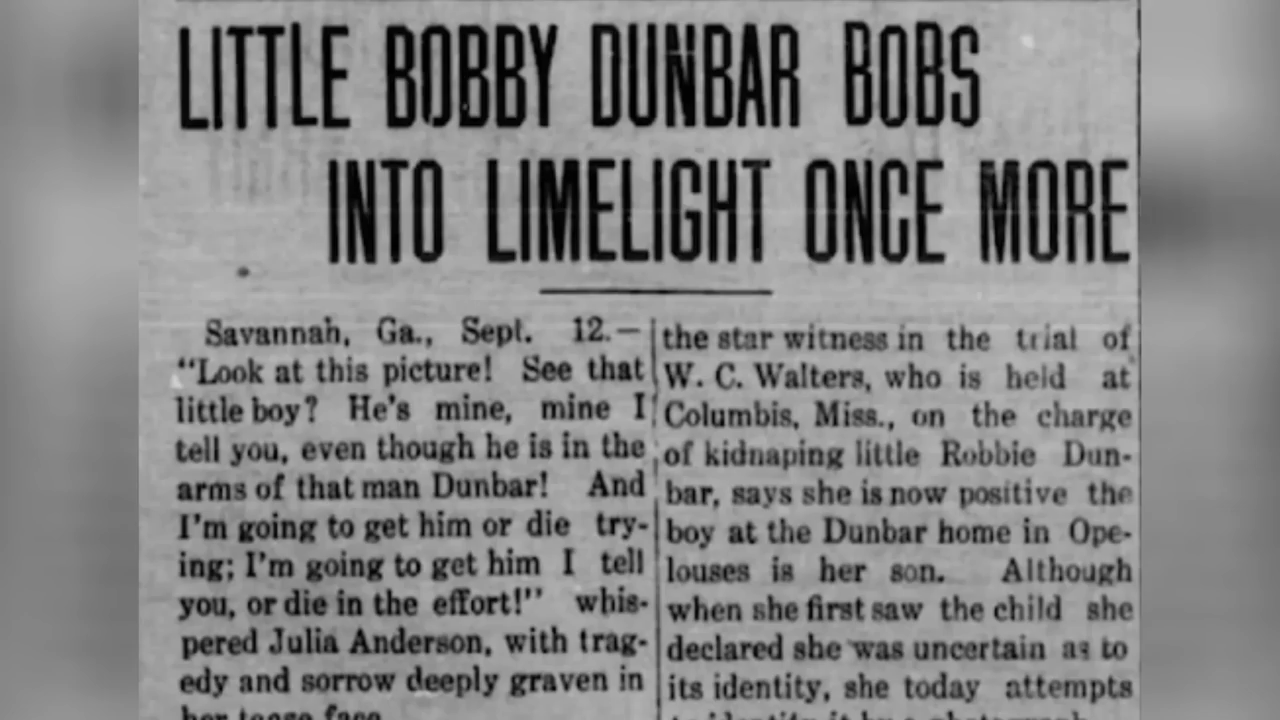 LITTLE BOBBY DUNBAR BOBS
INTO LIMELIGHT ONCE MORE
Savannah, Ga., Sept. 12.—
"Look at this picture! See that
little boy? He's mine, mine I
tell you, even though he is in the
arms of that man Dunbar! And
I'm going to get him or die try-
ing; I'm going to get him I tell
you, or die in the effort!" whis-
pered Julia Anderson, with trag-
edy and sorrow deeply graven in
her tense face.
the star witness in the trial of
W. C. Walters, who is held at
Columbis, Miss., on the charge
of kidnaping little Robbie Dun-
bar, says she is now positive the
boy at the Dunbar home in Ope-
louses is her son. Although
when she first saw the child she
declared she was uncertain as to
its identity, she today attempts
to identify it by a photograph